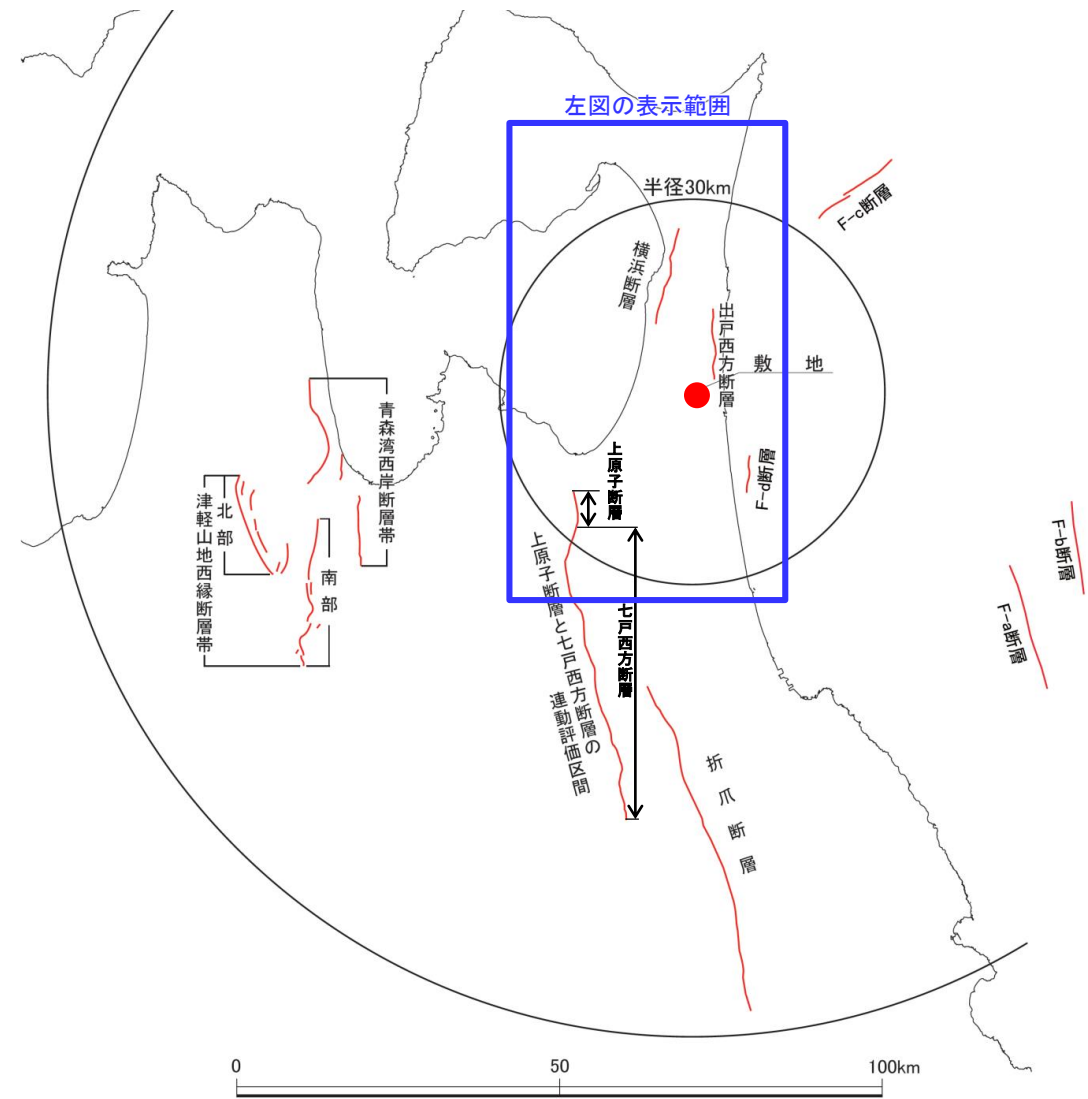 左図の表示範囲
半径30km
F-c断層
横浜断層
出戸西方断層
敷地
青森湾西岸断層帯
上原子断層
F-d断層
津軽山地西縁断層帯
北部
南部
上原子断層と七戸西方断層の
連動評価区間
七戸西方断層
F-b断層
F-a断層
折爪断層
0 50 100km